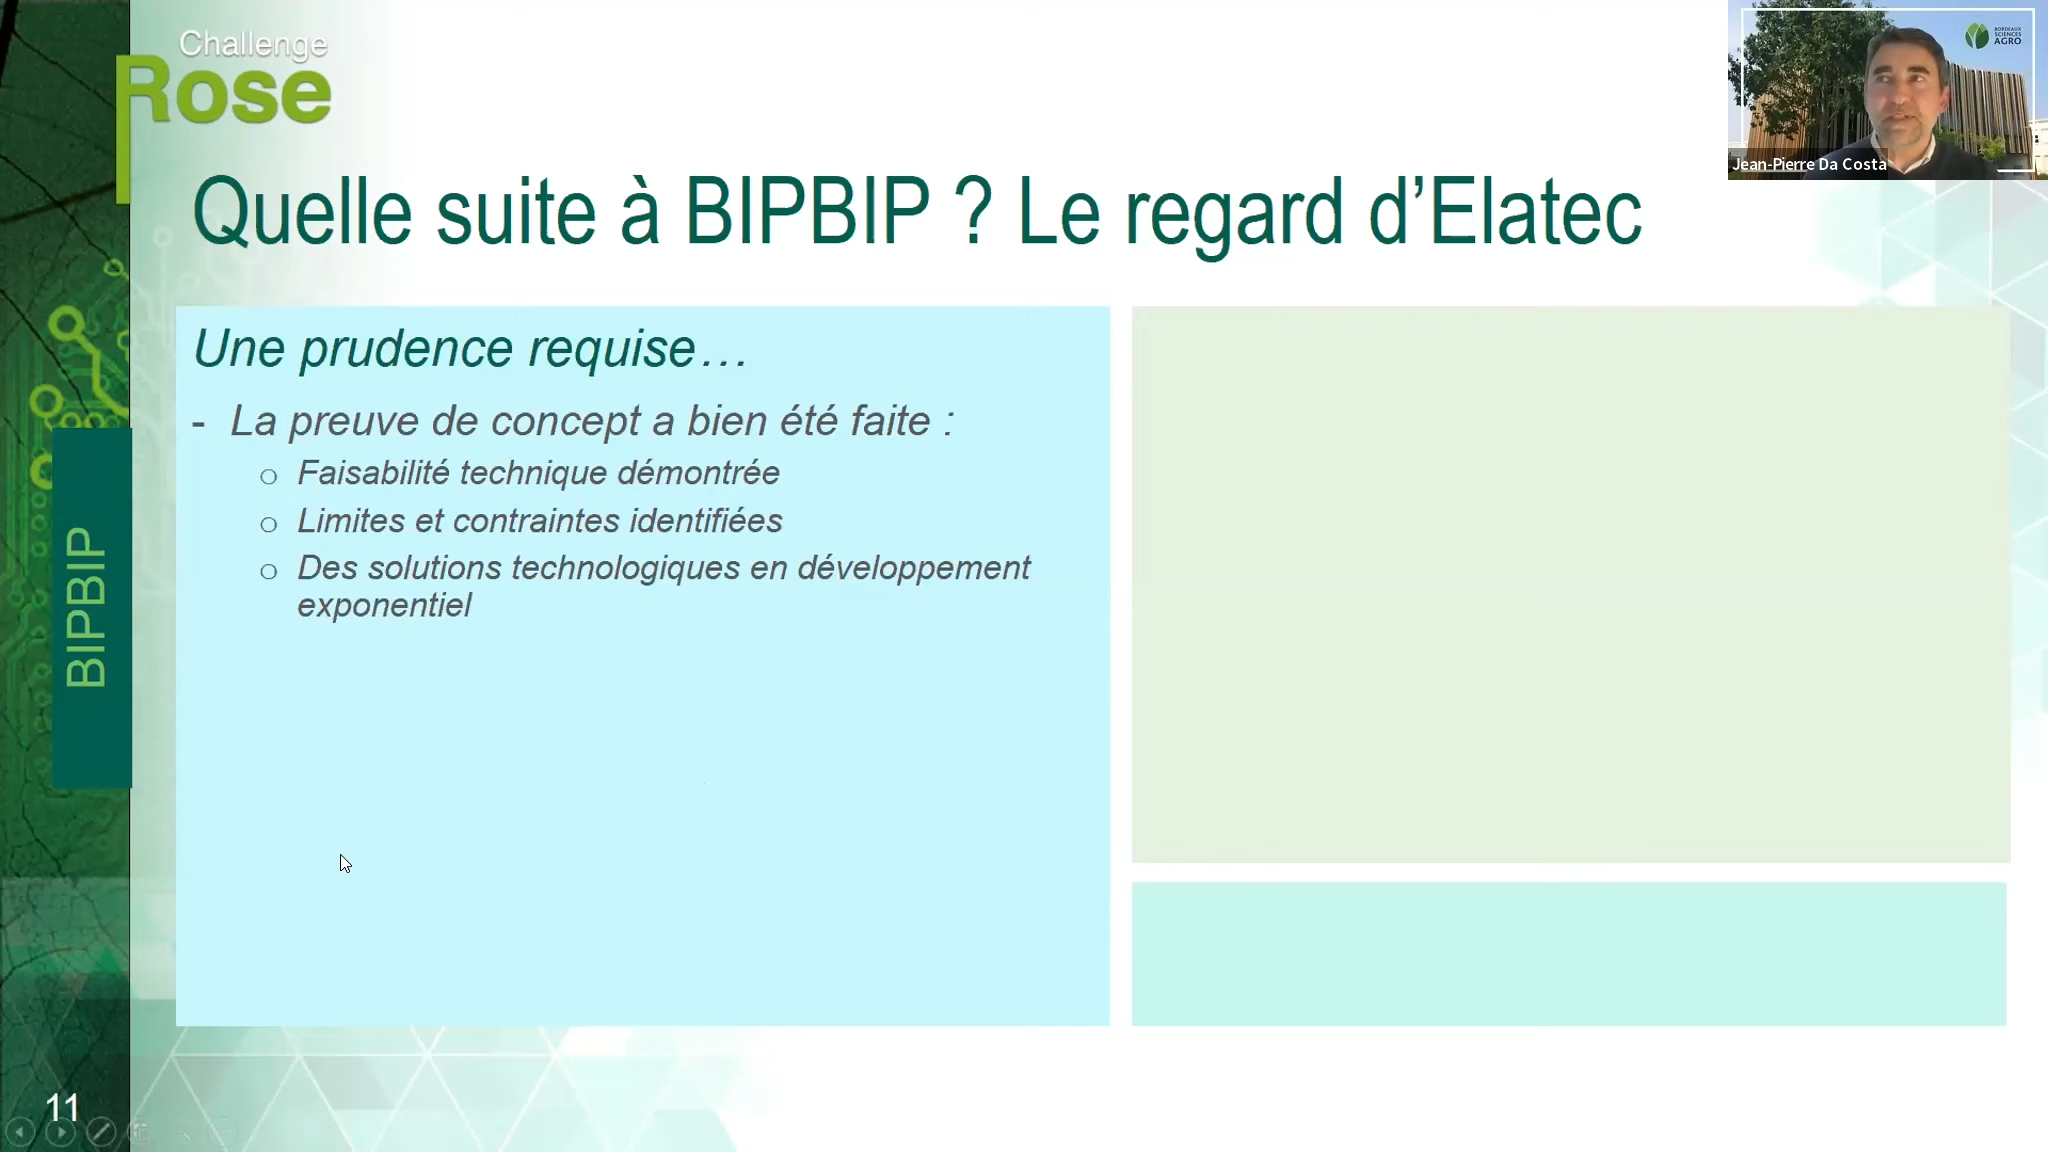 Challenge
Rose
BORDEAUX
SCIENCES
AGRO
Jean-Pierre Da Costa
Quelle suite à BIPBIP ? Le regard d’Elatec
Une prudence requise…
- La preuve de concept a bien été faite :
o Faisabilité technique démontrée
o Limites et contraintes identifiées
o Des solutions technologiques en développement
exponentiel
BIPBIP
11